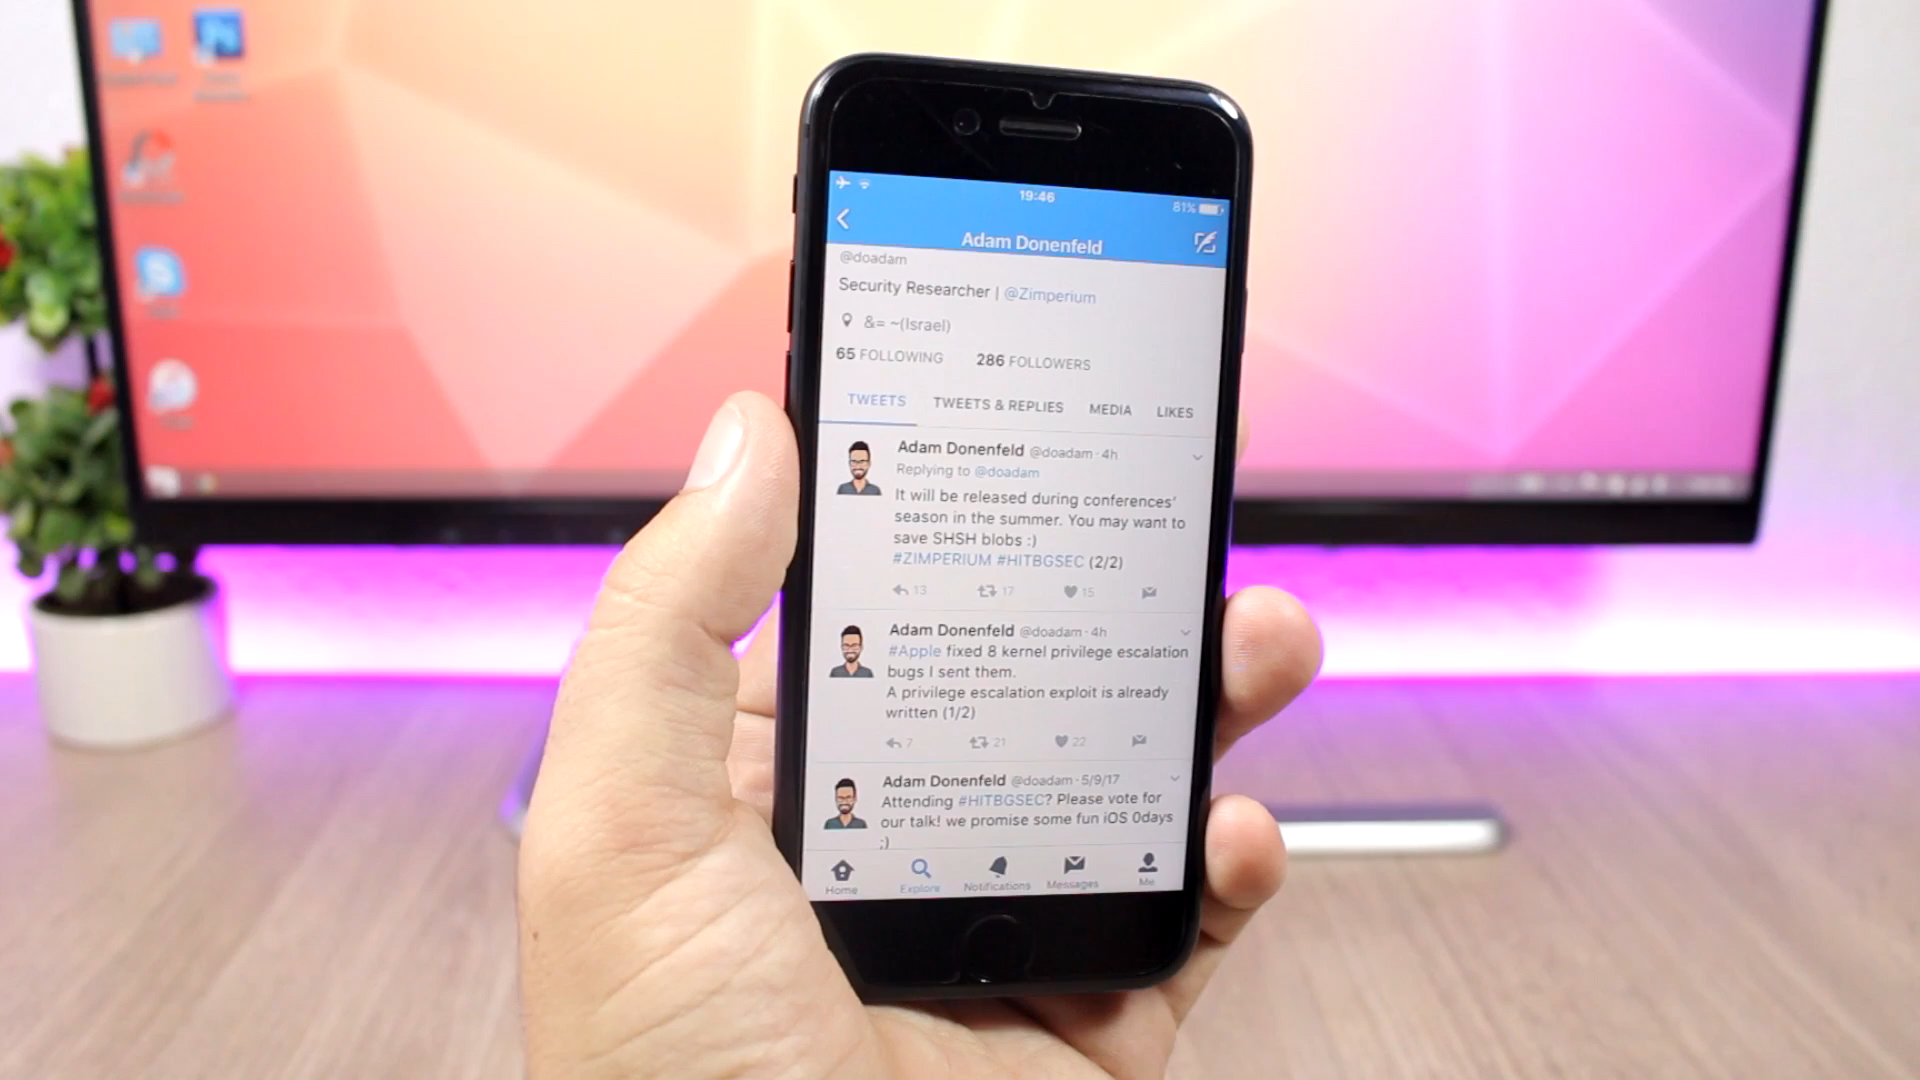 19:46
81%
Adam Donenfeld
@doadam
Security Researcher | @Zimperium
&= ~(Israel)
65 FOLLOWING 286 FOLLOWERS
TWEETS TWEETS & REPLIES MEDIA LIKES
Adam Donenfeld @doadam · 4h
Replying to @doadam
It will be released during conferences'
season in the summer. You may want to
save SHSH blobs :)
#ZIMPERIUM #HITBGSEC (2/2)
13 17 15
Adam Donenfeld @doadam · 4h
#Apple fixed 8 kernel privilege escalation
bugs I sent them.
A privilege escalation exploit is already
written (1/2)
7 21 22
Adam Donenfeld @doadam · 5/9/17
Attending #HITBGSEC? Please vote for
our talk! we promise some fun iOS 0days
;)
Home Explore Notifications Messages Me
Ps